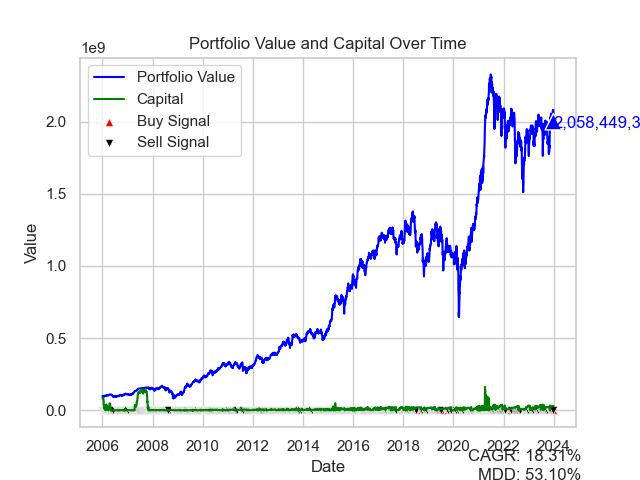 Portfolio Value and Capital Over Time
1e9
Portfolio Value
Capital
Buy Signal
Sell Signal
2,058,449,3
2.0
1.5
1.0
0.5
0.0
Value
2006 2008 2010 2012 2014 2016 2018 2020 2022 2024
Date
CAGR: 18.31%
MDD: 53.10%